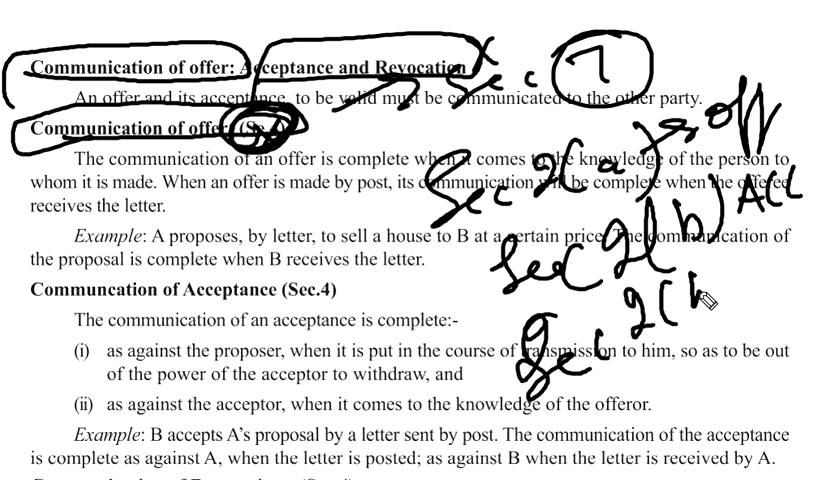 Communication of offer: Acceptance and Revocation
Sec 7
An offer and its acceptance, to be valid must be communicated to the other party.
Communication of offer
Sec 2(a) off
The communication of an offer is complete when it comes to the knowledge of the person to
whom it is made. When an offer is made by post, its communication will be complete when the offeree
receives the letter.
Sec 2(b) Acc
Example: A proposes, by letter, to sell a house to B at a certain price. The communication of
the proposal is complete when B receives the letter.
Communcation of Acceptance (Sec.4)
Sec 2(
The communication of an acceptance is complete:-
(i) as against the proposer, when it is put in the course of transmission to him, so as to be out
of the power of the acceptor to withdraw, and
(ii) as against the acceptor, when it comes to the knowledge of the offeror.
Example: B accepts A's proposal by a letter sent by post. The communication of the acceptance
is complete as against A, when the letter is posted; as against B when the letter is received by A.